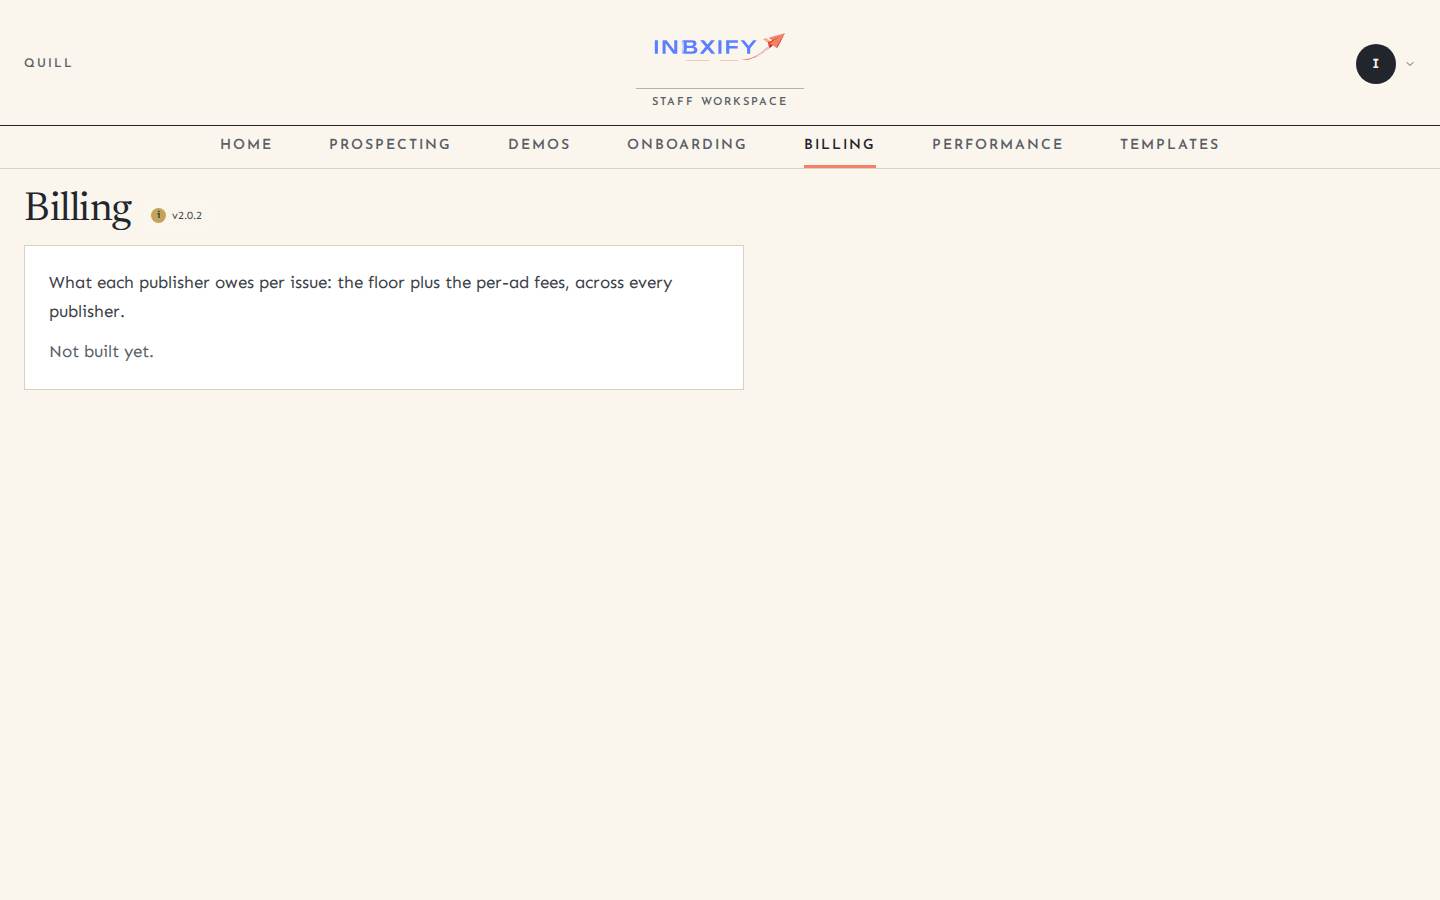 QUILL
INBXIFY
STAFF WORKSPACE
I
HOME PROSPECTING DEMOS ONBOARDING BILLING PERFORMANCE TEMPLATES
Billing
i v2.0.2
What each publisher owes per issue: the floor plus the per-ad fees, across every
publisher.
Not built yet.